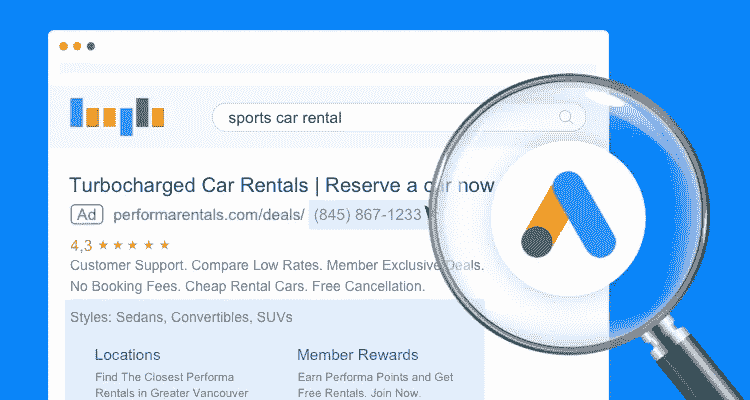 sports car rental
Turbocharged Car Rentals | Reserve a car now
Ad performarentals.com/deals/ (845) 867-1233
4,3
Customer Support. Compare Low Rates. Member Exclusive Deals.
No Booking Fees. Cheap Rental Cars. Free Cancellation.
Styles: Sedans, Convertibles, SUVs
Locations
Find The Closest Performa
Rentals in Greater Vancouver
Member Rewards
Earn Performa Points and Get
Free Rentals. Join Now.